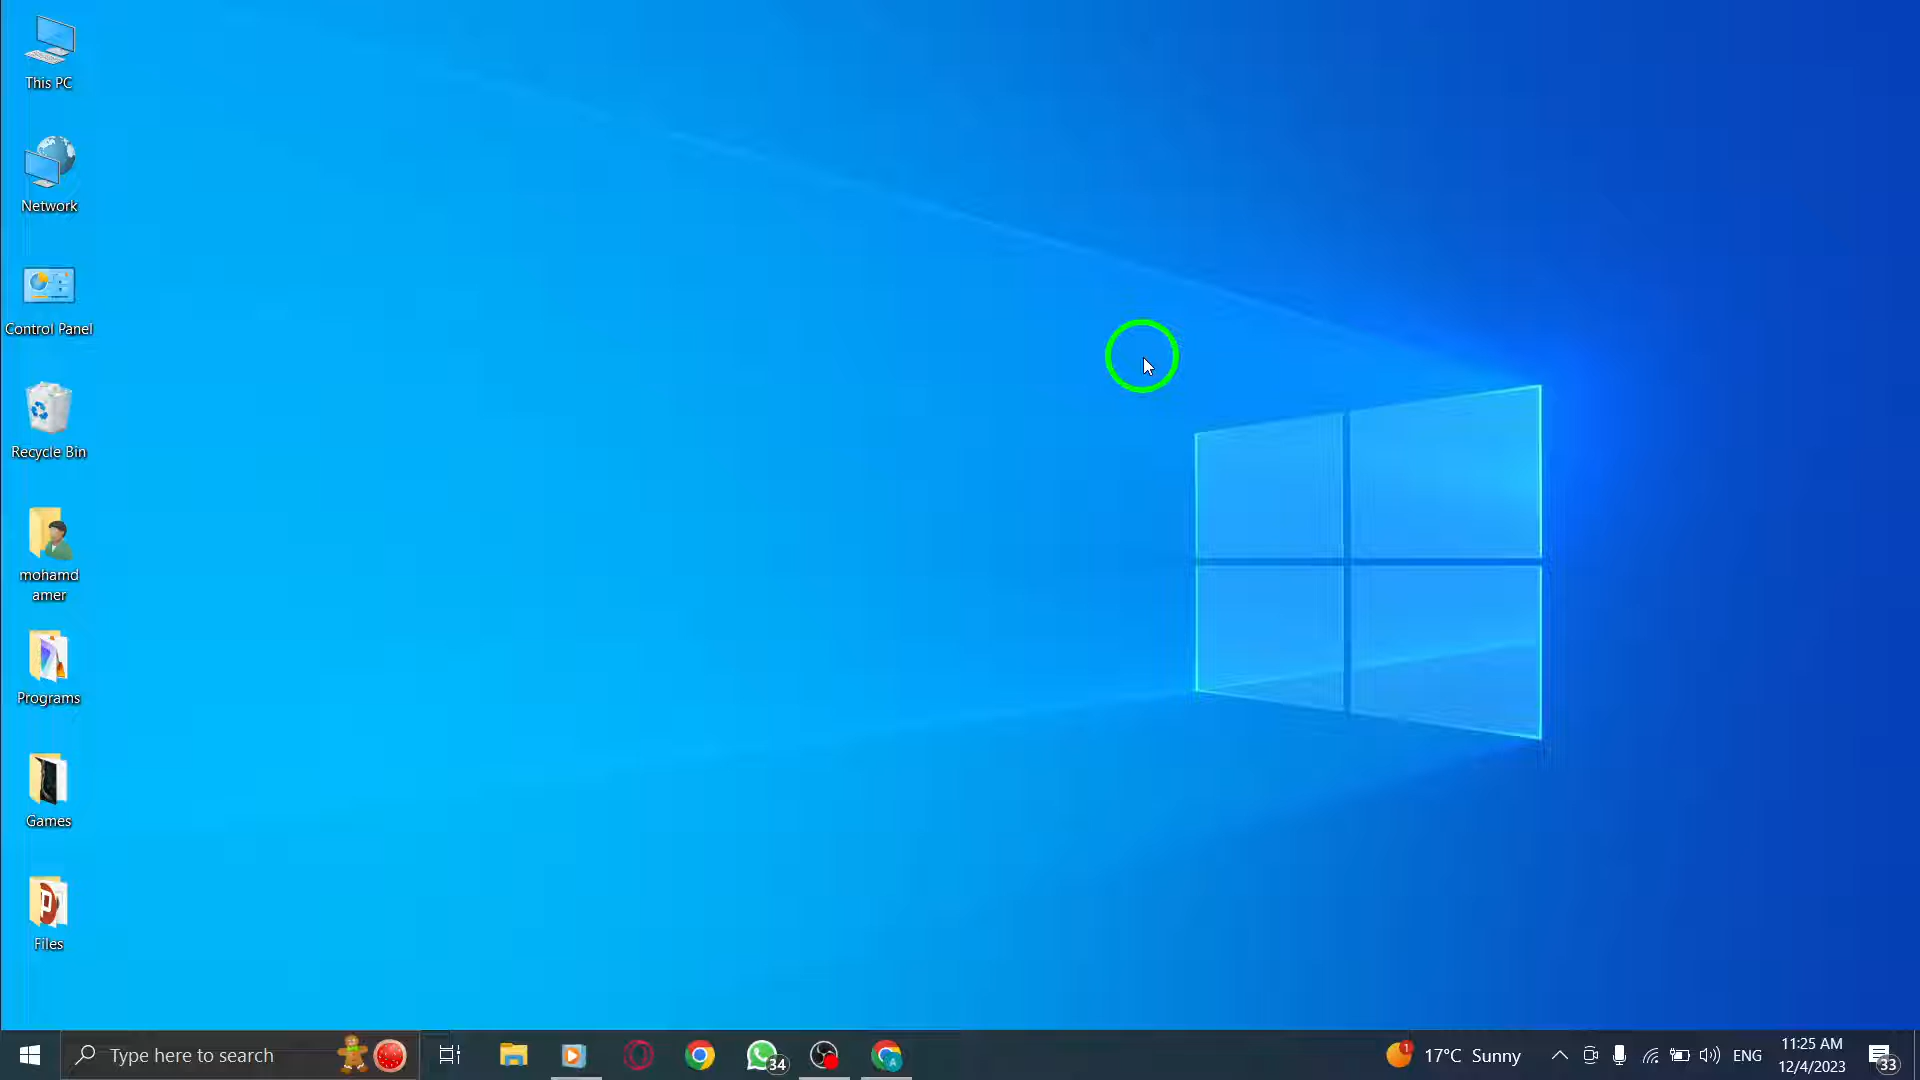 This PC
Network
Control Panel
Recycle Bin
mohamd
amer
Programs
Games
Files
Type here to search
34
A
1
17°C Sunny
ENG
11:25 AM
12/4/2023
33